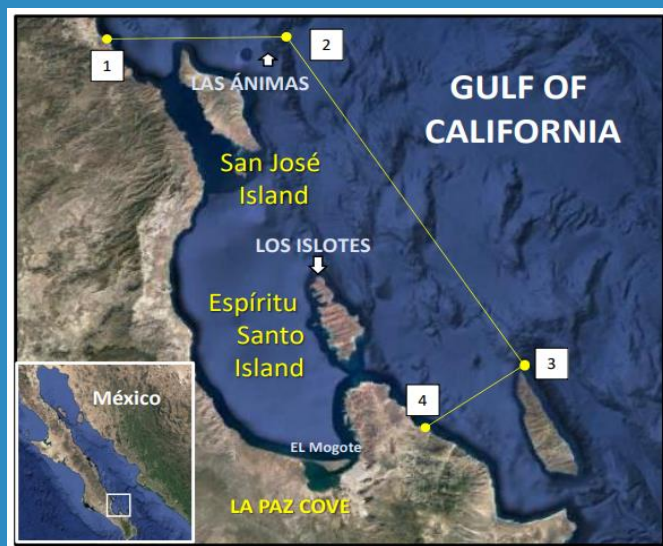 1
2
LAS ÁNIMAS
GULF OF
CALIFORNIA
San José
Island
LOS ISLOTES
Espíritu
Santo
Island
3
4
México
EL Mogote
LA PAZ COVE